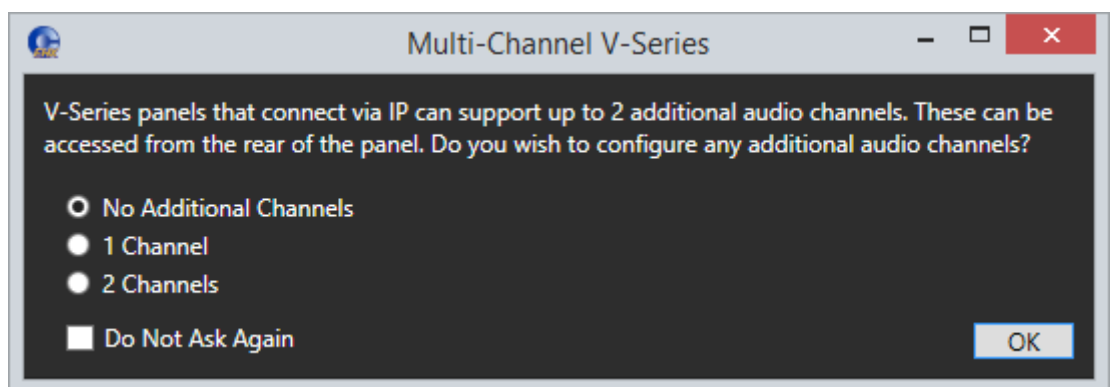 Multi-Channel V-Series
V-Series panels that connect via IP can support up to 2 additional audio channels. These can be
accessed from the rear of the panel. Do you wish to configure any additional audio channels?
No Additional Channels
1 Channel
2 Channels
Do Not Ask Again
OK